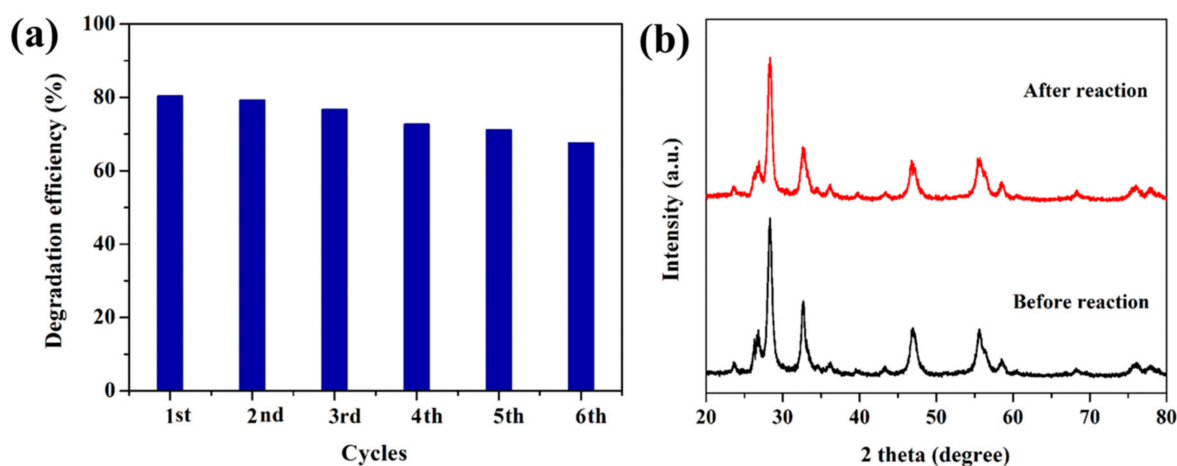 (a)
Degradation efficiency (%)
100
80
60
40
20
0
1st 2nd 3rd 4th 5th 6th
Cycles
(b)
Intensity (a.u.)
After reaction
Before reaction
20 30 40 50 60 70 80
2 theta (degree)